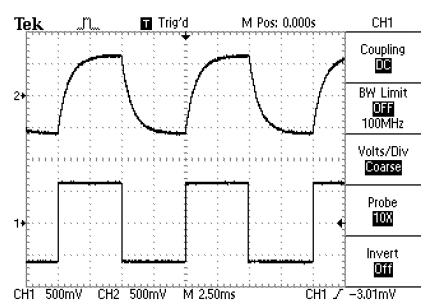 Tek T Trig'd M Pos: 0.000s CH1
Coupling
DC
BW Limit
OFF
100MHz
Volts/Div
Coarse
Probe
10X
Invert
Off
2
1
CH1 500mV CH2 500mV M 2.50ms CH1 -3.01mV